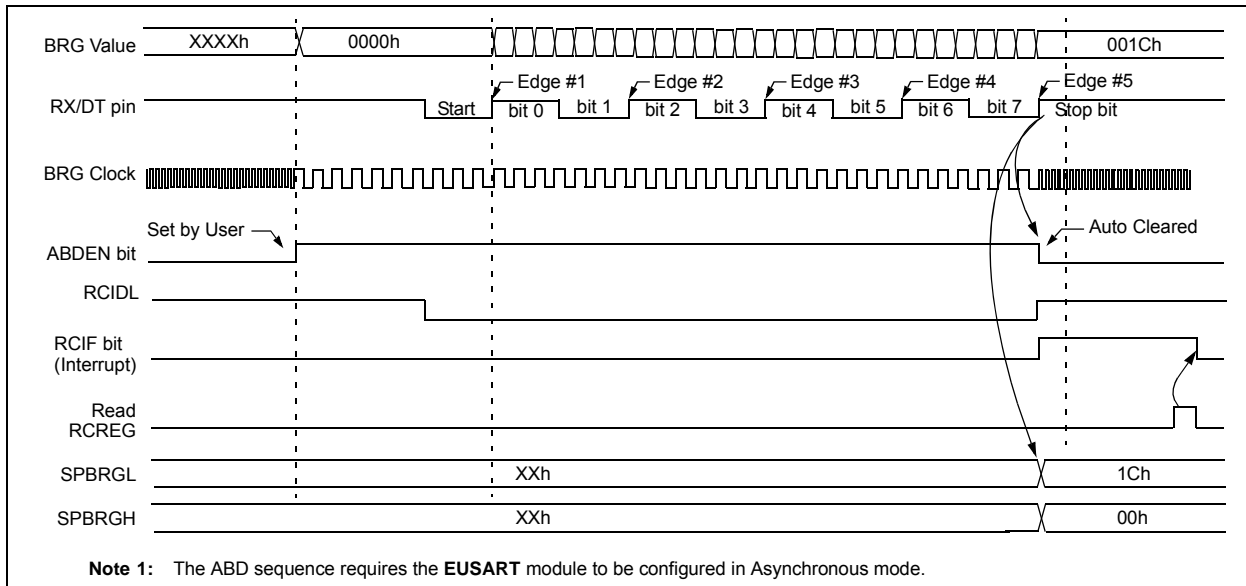 BRG Value XXXXh 0000h 001Ch
Edge #1 Edge #2 Edge #3 Edge #4 Edge #5
RX/DT pin Start bit 0 bit 1 bit 2 bit 3 bit 4 bit 5 bit 6 bit 7 Stop bit
BRG Clock
Set by User Auto Cleared
ABDEN bit
RCIDL
RCIF bit
(Interrupt)
Read
RCREG
SPBRGL XXh 1Ch
SPBRGH XXh 00h
Note 1: The ABD sequence requires the EUSART module to be configured in Asynchronous mode.